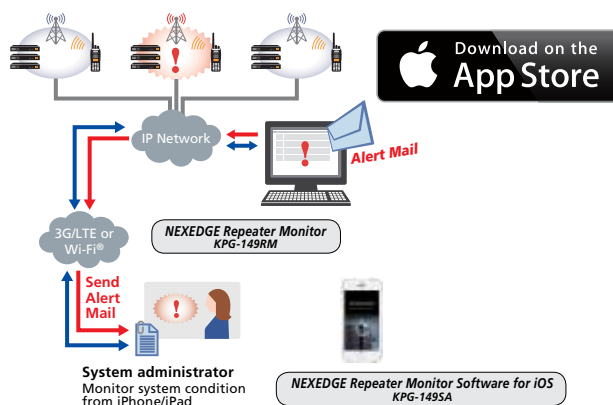 Download on the
App Store
!
IP Network
!
Alert Mail
3G/LTE or
Wi-Fi®
NEXEDGE Repeater Monitor
KPG-149RM
Send
Alert
Mail
!
System administrator
Monitor system condition
from iPhone/iPad
NEXEDGE Repeater Monitor Software for iOS
KPG-149SA